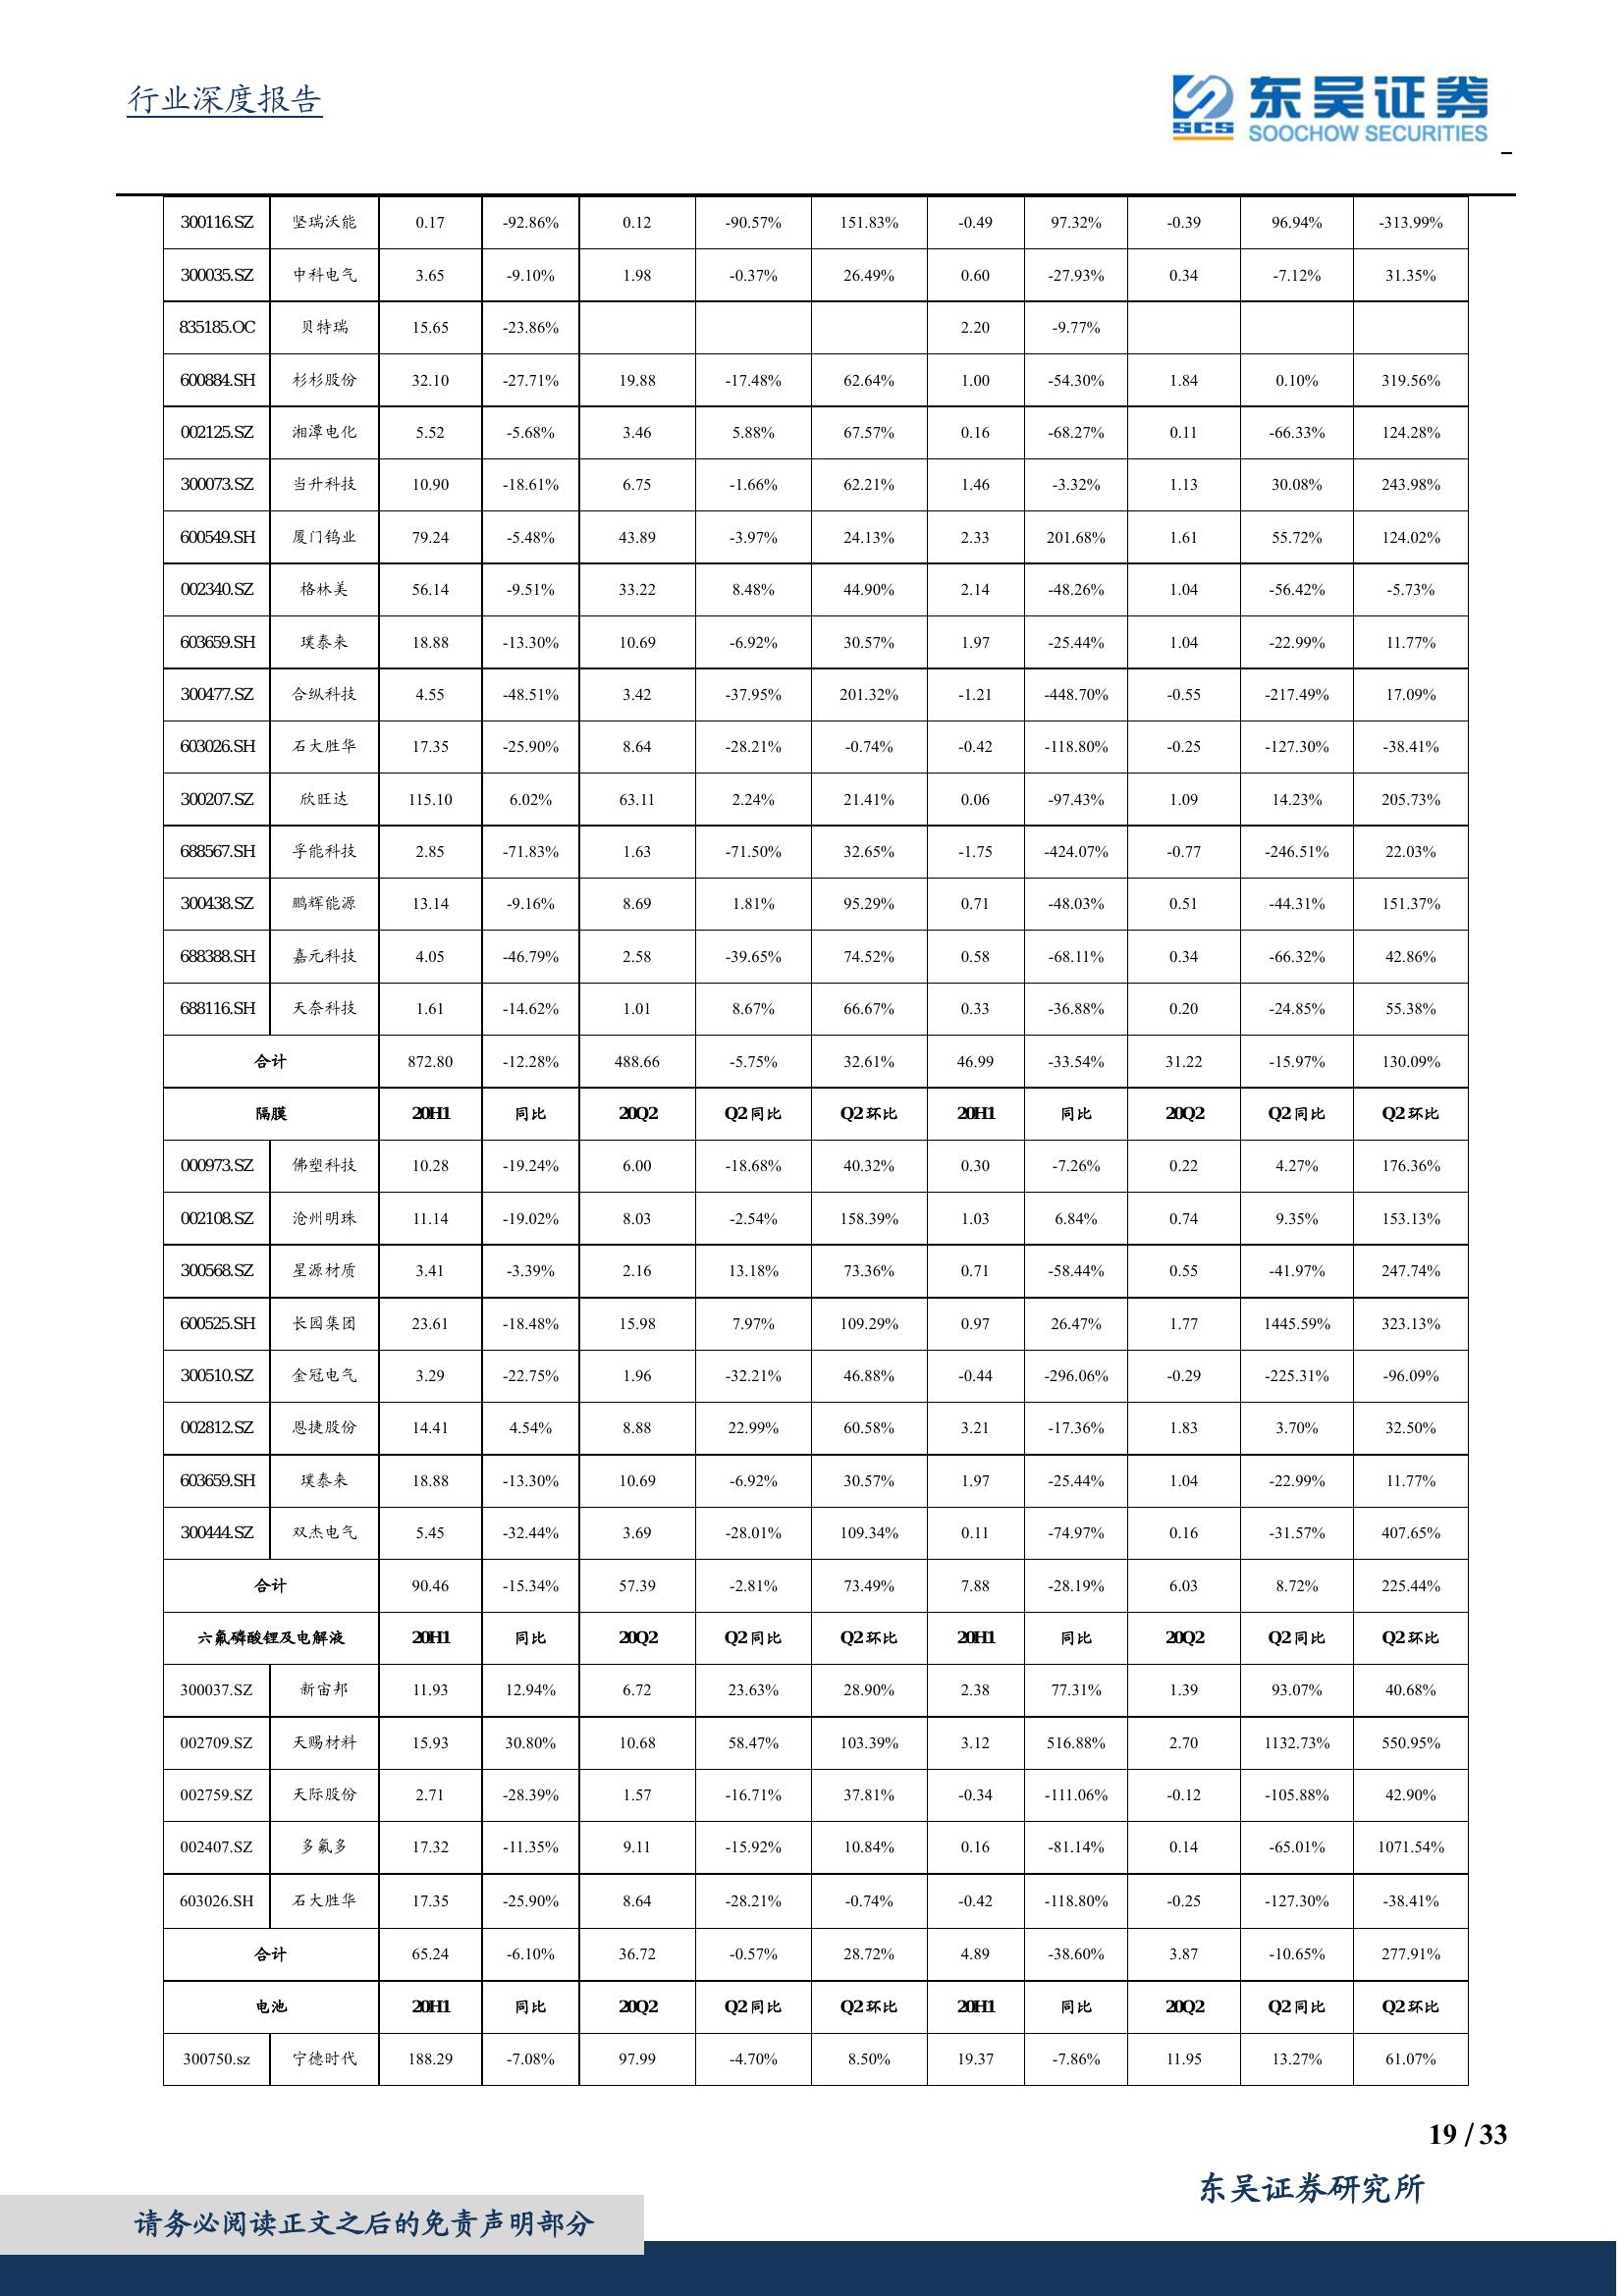 行业深度报告
东吴证券
SCS
SOOCHOW SECURITIES
300116.SZ 坚瑞沃能 0.17 -92.86% 0.12 -90.57% 151.83% -0.49 97.32% -0.39 96.94% -313.99%
300035.SZ 中科电气 3.65 -9.10% 1.98 -0.37% 26.49% 0.60 -27.93% 0.34 -7.12% 31.35%
835185.OC 贝特瑞 15.65 -23.86% 2.20 -9.77%
600884.SH 杉杉股份 32.10 -27.71% 19.88 -17.48% 62.64% 1.00 -54.30% 1.84 0.10% 319.56%
002125.SZ 湘潭电化 5.52 -5.68% 3.46 5.88% 67.57% 0.16 -68.27% 0.11 -66.33% 124.28%
300073.SZ 当升科技 10.90 -18.61% 6.75 -1.66% 62.21% 1.46 -3.32% 1.13 30.08% 243.98%
600549.SH 厦门钨业 79.24 -5.48% 43.89 -3.97% 24.13% 2.33 201.68% 1.61 55.72% 124.02%
002340.SZ 格林美 56.14 -9.51% 33.22 8.48% 44.90% 2.14 -48.26% 1.04 -56.42% -5.73%
603659.SH 璞泰来 18.88 -13.30% 10.69 -6.92% 30.57% 1.97 -25.44% 1.04 -22.99% 11.77%
300477.SZ 合纵科技 4.55 -48.51% 3.42 -37.95% 201.32% -1.21 -448.70% -0.55 -217.49% 17.09%
603026.SH 石大胜华 17.35 -25.90% 8.64 -28.21% -0.74% -0.42 -118.80% -0.25 -127.30% -38.41%
300207.SZ 欣旺达 115.10 6.02% 63.11 2.24% 21.41% 0.06 -97.43% 1.09 14.23% 205.73%
688567.SH 孚能科技 2.85 -71.83% 1.63 -71.50% 32.65% -1.75 -424.07% -0.77 -246.51% 22.03%
300438.SZ 鹏辉能源 13.14 -9.16% 8.69 1.81% 95.29% 0.71 -48.03% 0.51 -44.31% 151.37%
688388.SH 嘉元科技 4.05 -46.79% 2.58 -39.65% 74.52% 0.58 -68.11% 0.34 -66.32% 42.86%
688116.SH 天奈科技 1.61 -14.62% 1.01 8.67% 66.67% 0.33 -36.88% 0.20 -24.85% 55.38%
合计 872.80 -12.28% 488.66 -5.75% 32.61% 46.99 -33.54% 31.22 -15.97% 130.09%
隔膜 20H1 同比 20Q2 Q2同比 Q2环比 20H1 同比 20Q2 Q2同比 Q2环比
000973.SZ 佛塑科技 10.28 -19.24% 6.00 -18.68% 40.32% 0.30 -7.26% 0.22 4.27% 176.36%
002108.SZ 沧州明珠 11.14 -19.02% 8.03 -2.54% 158.39% 1.03 6.84% 0.74 9.35% 153.13%
300568.SZ 星源材质 3.41 -3.39% 2.16 13.18% 73.36% 0.71 -58.44% 0.55 -41.97% 247.74%
600525.SH 长园集团 23.61 -18.48% 15.98 7.97% 109.29% 0.97 26.47% 1.77 1445.59% 323.13%
300510.SZ 金冠电气 3.29 -22.75% 1.96 -32.21% 46.88% -0.44 -296.06% -0.29 -225.31% -96.09%
002812.SZ 恩捷股份 14.41 4.54% 8.88 22.99% 60.58% 3.21 -17.36% 1.83 3.70% 32.50%
603659.SH 璞泰来 18.88 -13.30% 10.69 -6.92% 30.57% 1.97 -25.44% 1.04 -22.99% 11.77%
300444.SZ 双杰电气 5.45 -32.44% 3.69 -28.01% 109.34% 0.11 -74.97% 0.16 -31.57% 407.65%
合计 90.46 -15.34% 57.39 -2.81% 73.49% 7.88 -28.19% 6.03 8.72% 225.44%
六氟磷酸锂及电解液 20H1 同比 20Q2 Q2同比 Q2环比 20H1 同比 20Q2 Q2同比 Q2环比
300037.SZ 新宙邦 11.93 12.94% 6.72 23.63% 28.90% 2.38 77.31% 1.39 93.07% 40.68%
002709.SZ 天赐材料 15.93 30.80% 10.68 58.47% 103.39% 3.12 516.88% 2.70 1132.73% 550.95%
002759.SZ 天际股份 2.71 -28.39% 1.57 -16.71% 37.81% -0.34 -111.06% -0.12 -105.88% 42.90%
002407.SZ 多氟多 17.32 -11.35% 9.11 -15.92% 10.84% 0.16 -81.14% 0.14 -65.01% 1071.54%
603026.SH 石大胜华 17.35 -25.90% 8.64 -28.21% -0.74% -0.42 -118.80% -0.25 -127.30% -38.41%
合计 65.24 -6.10% 36.72 -0.57% 28.72% 4.89 -38.60% 3.87 -10.65% 277.91%
电池 20H1 同比 20Q2 Q2同比 Q2环比 20H1 同比 20Q2 Q2同比 Q2环比
300750.sz 宁德时代 188.29 -7.08% 97.99 -4.70% 8.50% 19.37 -7.86% 11.95 13.27% 61.07%
19 / 33
东吴证券研究所
请务必阅读正文之后的免责声明部分